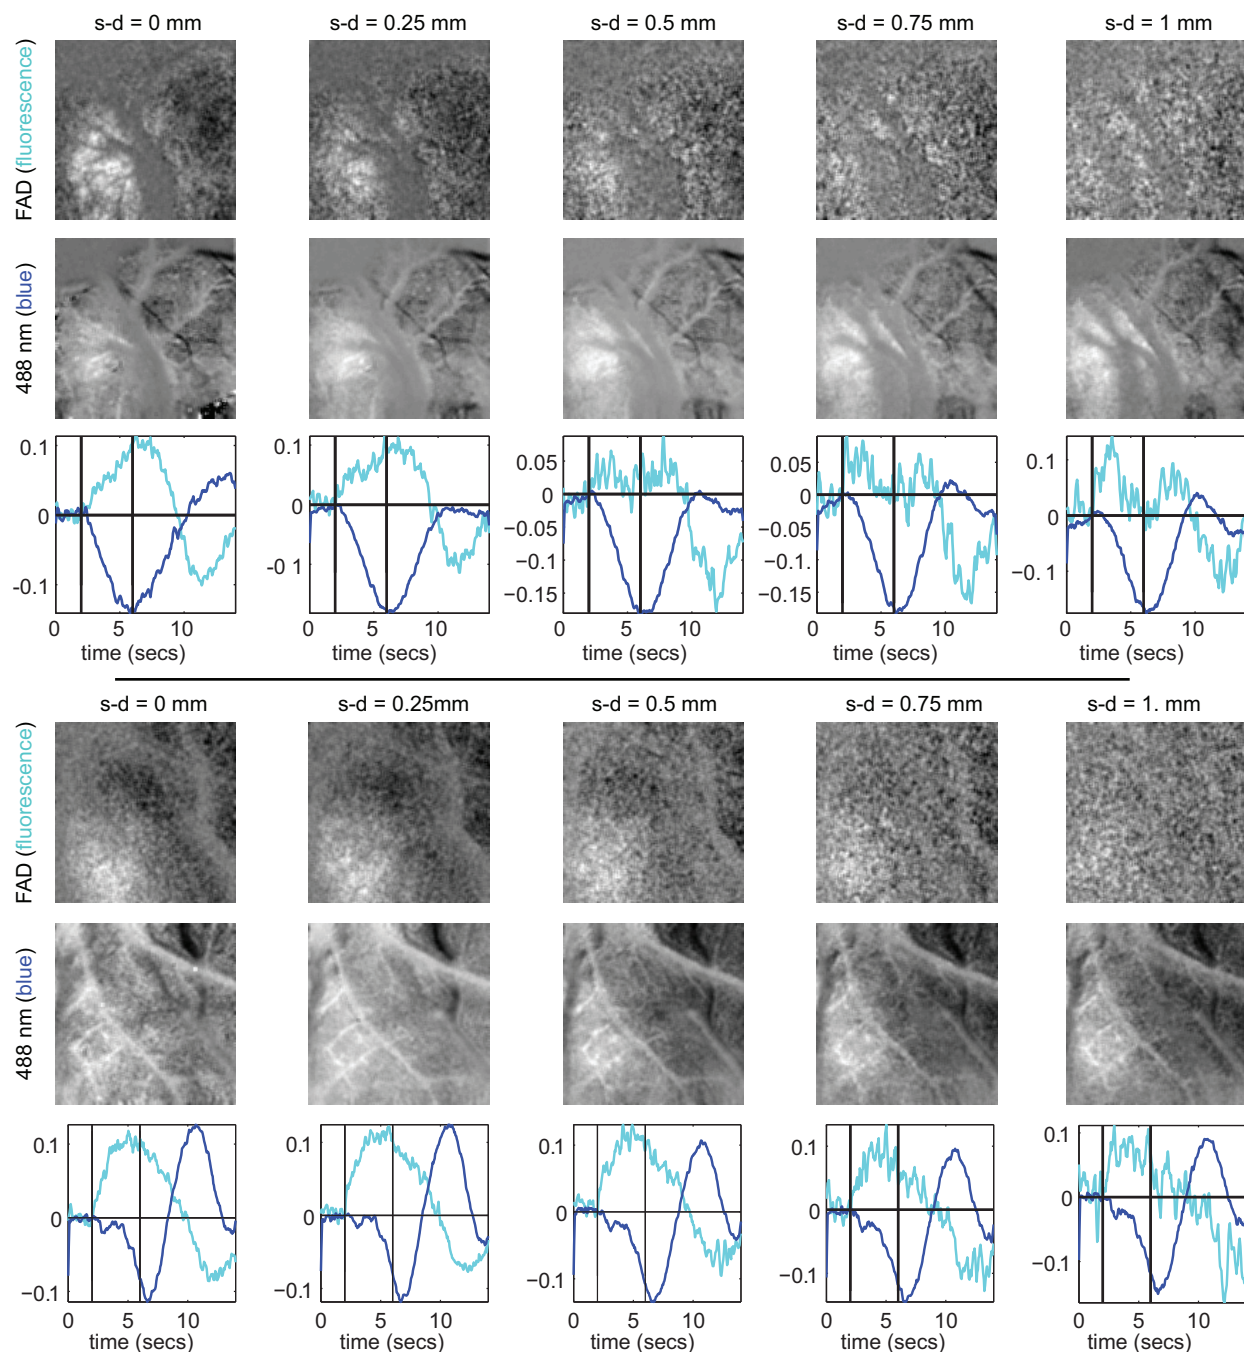 s-d = 0 mm s-d = 0.25 mm s-d = 0.5 mm s-d = 0.75 mm s-d = 1 mm
FAD (fluorescence)
488 nm (blue)
0.1 0.1 0.05 0.05 0.1
0 0 0 0 0
-0.1 -0.1 −0.05 −0.05 −0.1
−0.1 −0.1
−0.15 −0.15
0 5 10 0 5 10 0 5 10 0 5 10 0 5 10
time (secs) time (secs) time (secs) time (secs) time (secs)
s-d = 0 mm s-d = 0.25mm s-d = 0.5 mm s-d = 0.75 mm s-d = 1. mm
FAD (fluorescence)
488 nm (blue)
0.1 0.1 0.1 0.1 0.1
0 0 0 0 0
−0.1 −0.1 −0.1 −0.1 −0.1
0 5 10 0 5 10 0 5 10 0 5 10 0 5 10
time (secs) time (secs) time (secs) time (secs) time (secs)